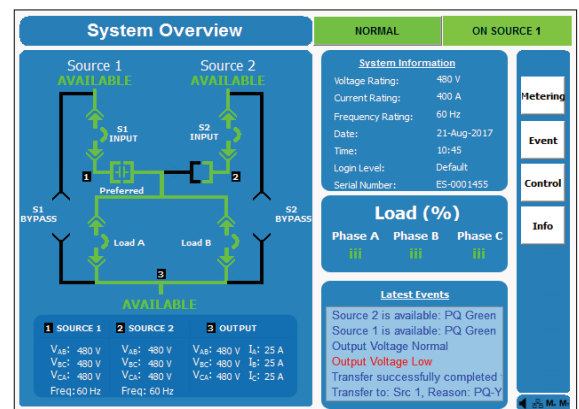 System Overview
NORMAL
ON SOURCE 1
Source 1
AVAILABLE
Source 2
AVAILABLE
S1
INPUT
S2
INPUT
1
2
Preferred
S1
BYPASS
S2
BYPASS
Load A
Load B
3
AVAILABLE
1 SOURCE 1
VAB: 480 V
VBC: 480 V
VCA: 480 V
Freq: 60 Hz
2 SOURCE 2
VAB: 480 V
VBC: 480 V
VCA: 480 V
Freq: 60 Hz
3 OUTPUT
VAB: 480 V IA: 25 A
VBC: 480 V IB: 25 A
VCA: 480 V IC: 25 A
System Information
Voltage Rating: 480 V
Current Rating: 400 A
Frequency Rating: 60 Hz
Date: 21-Aug-2017
Time: 10:45
Login Level: Default
Serial Number: ES-0001455
Load (%)
Phase A Phase B Phase C
iii iii iii
Latest Events
Source 2 is available: PQ Green
Source 1 is available: PQ Green
Output Voltage Normal
Output Voltage Low
Transfer successfully completed
Transfer to: Src 1, Reason: PQ-Y
Metering
Event
Control
Info
M. M.